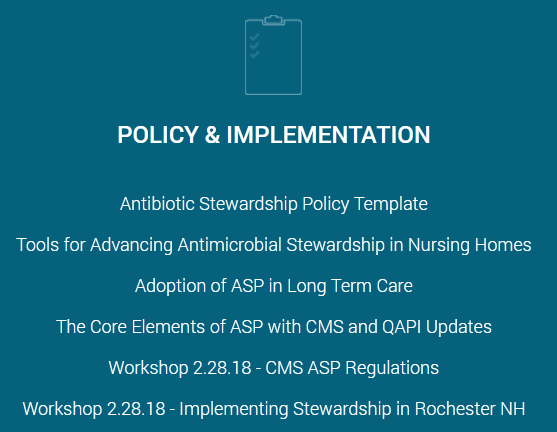 POLICY & IMPLEMENTATION
Antibiotic Stewardship Policy Template
Tools for Advancing Antimicrobial Stewardship in Nursing Homes
Adoption of ASP in Long Term Care
The Core Elements of ASP with CMS and QAPI Updates
Workshop 2.28.18 - CMS ASP Regulations
Workshop 2.28.18 - Implementing Stewardship in Rochester NH